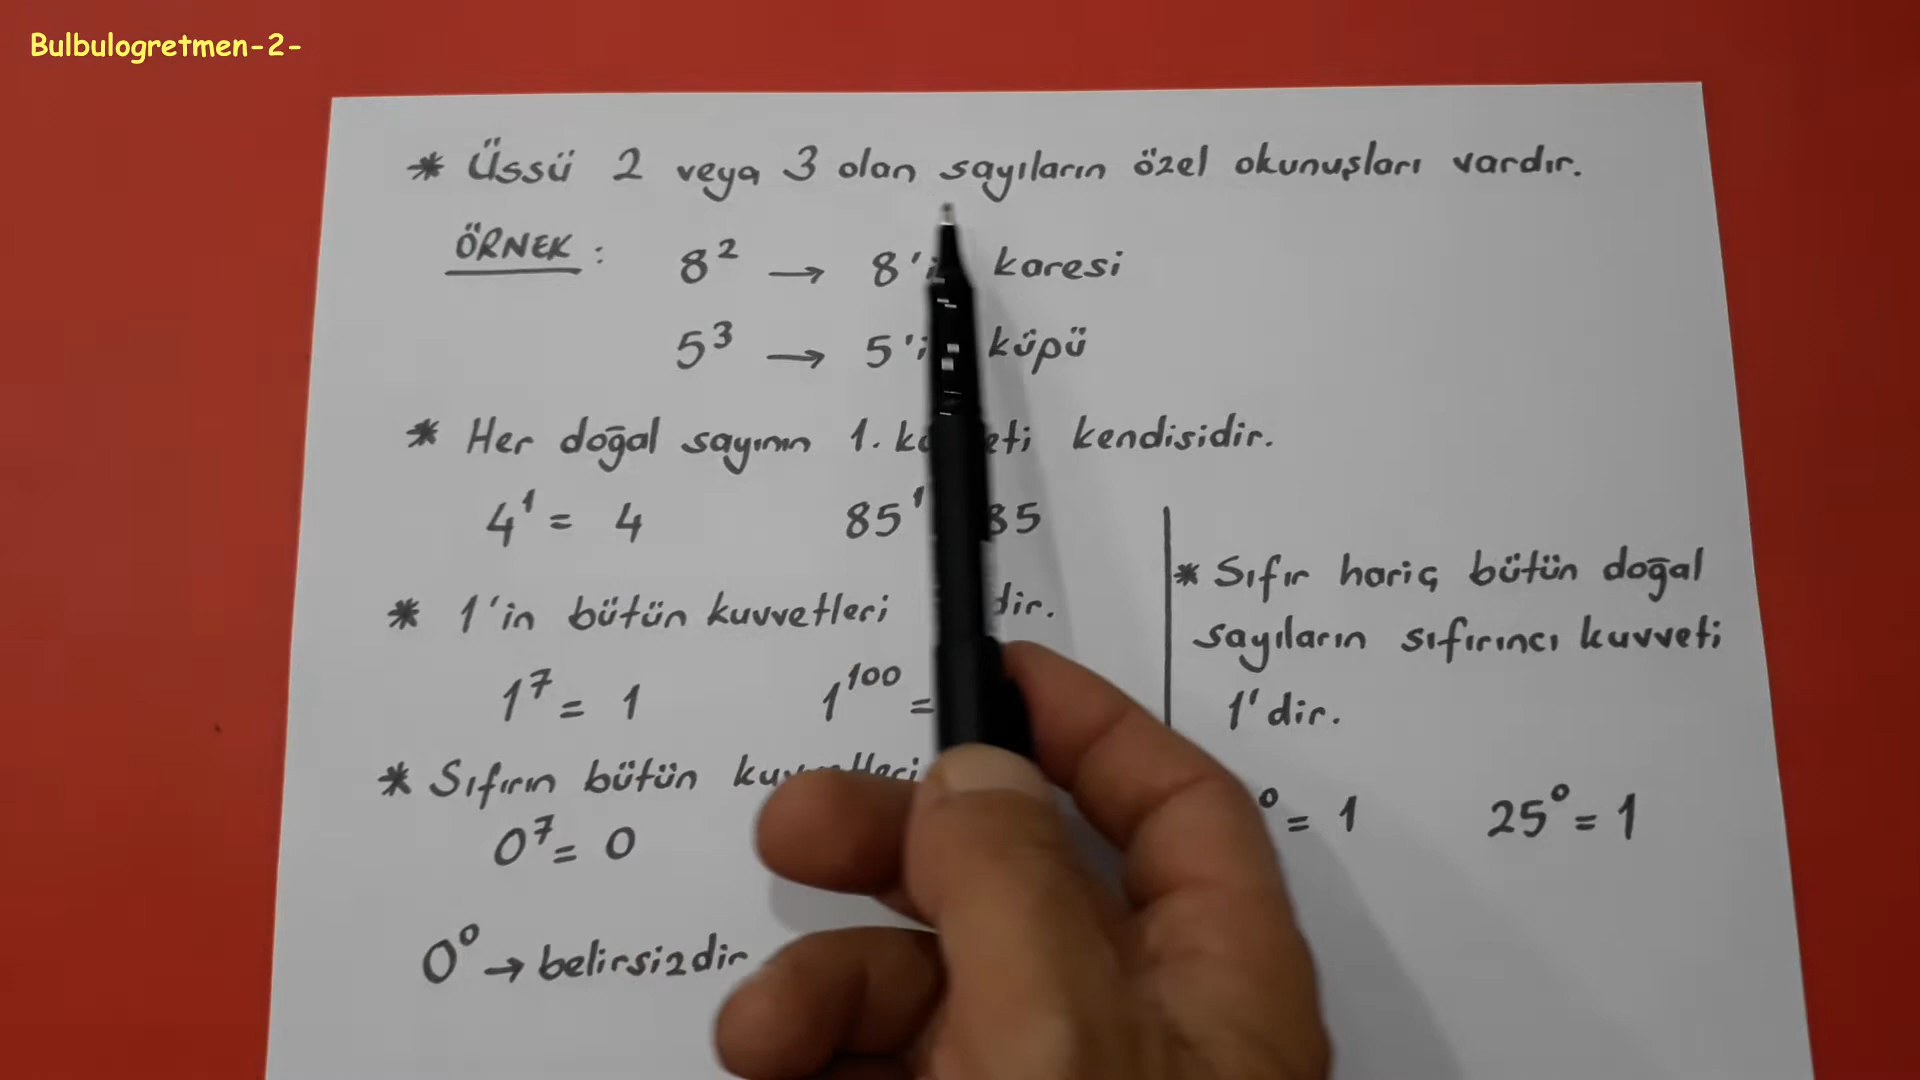 Bulbulogretmen-2-
* Üssü 2 veya 3 olan sayıların özel okunuşları vardır.
ÖRNEK : 8² → 8'i karesi
5³ → 5'i küpü
* Her doğal sayının 1. kendisidir.
4¹ = 4 85¹ 85
* 1'in bütün kuvvetleri dir.
1⁷ = 1 1¹⁰⁰ =
* Sıfırın bütün
0⁷ = 0
0⁰ → belirsizdir
* Sıfır hariç bütün doğal
sayıların sıfırıncı kuvveti
1'dir.
⁰ = 1 25⁰ = 1